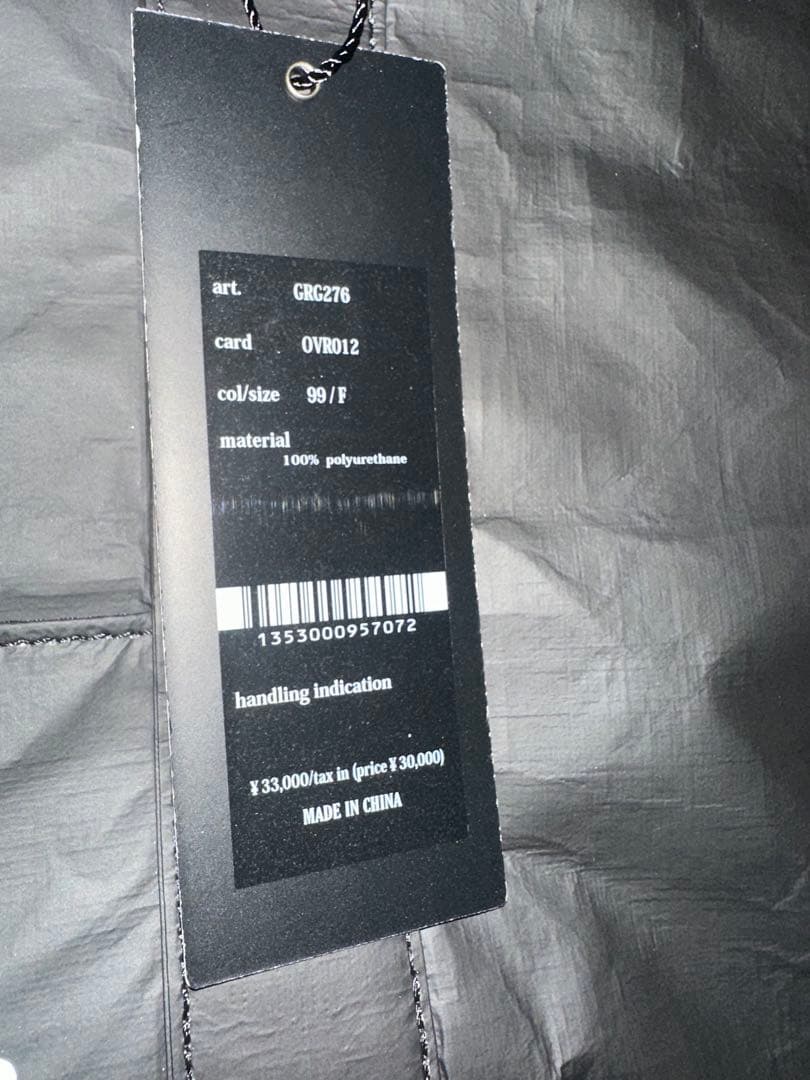 art. GRG276
card OVR012
col/size 99 / F
material
100% polyurethane
1353000957072
handling indication
¥33,000/tax in (price ¥30,000)
MADE IN CHINA